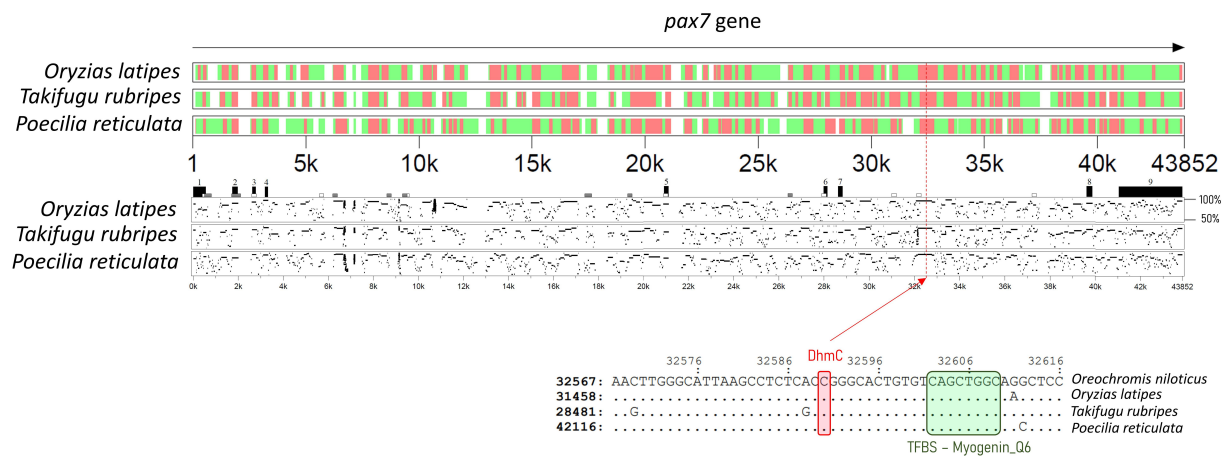 pax7 gene
Oryzias latipes
Takifugu rubripes
Poecilia reticulata
1 5k 10k 15k 20k 25k 30k 35k 40k 43852
1 2 3 4 5 6 7 8 9
Oryzias latipes
Takifugu rubripes
Poecilia reticulata
100%
50%
0k 2k 4k 6k 8k 10k 12k 14k 16k 18k 20k 22k 24k 26k 28k 30k 32k 34k 36k 38k 40k 42k 43852
DhmC
32576 32586 32596 32606 32616
32567: AACTTGGGCATTAAGCCTCTCACCGGGCACTGTGTCAGCTGGCAGGCTCC Oreochromis niloticus
31458: ............................................A..... Oryzias latipes
28481: ..G..................G............................ Takifugu rubripes
42116: .............................................C.... Poecilia reticulata
TFBS – Myogenin_Q6